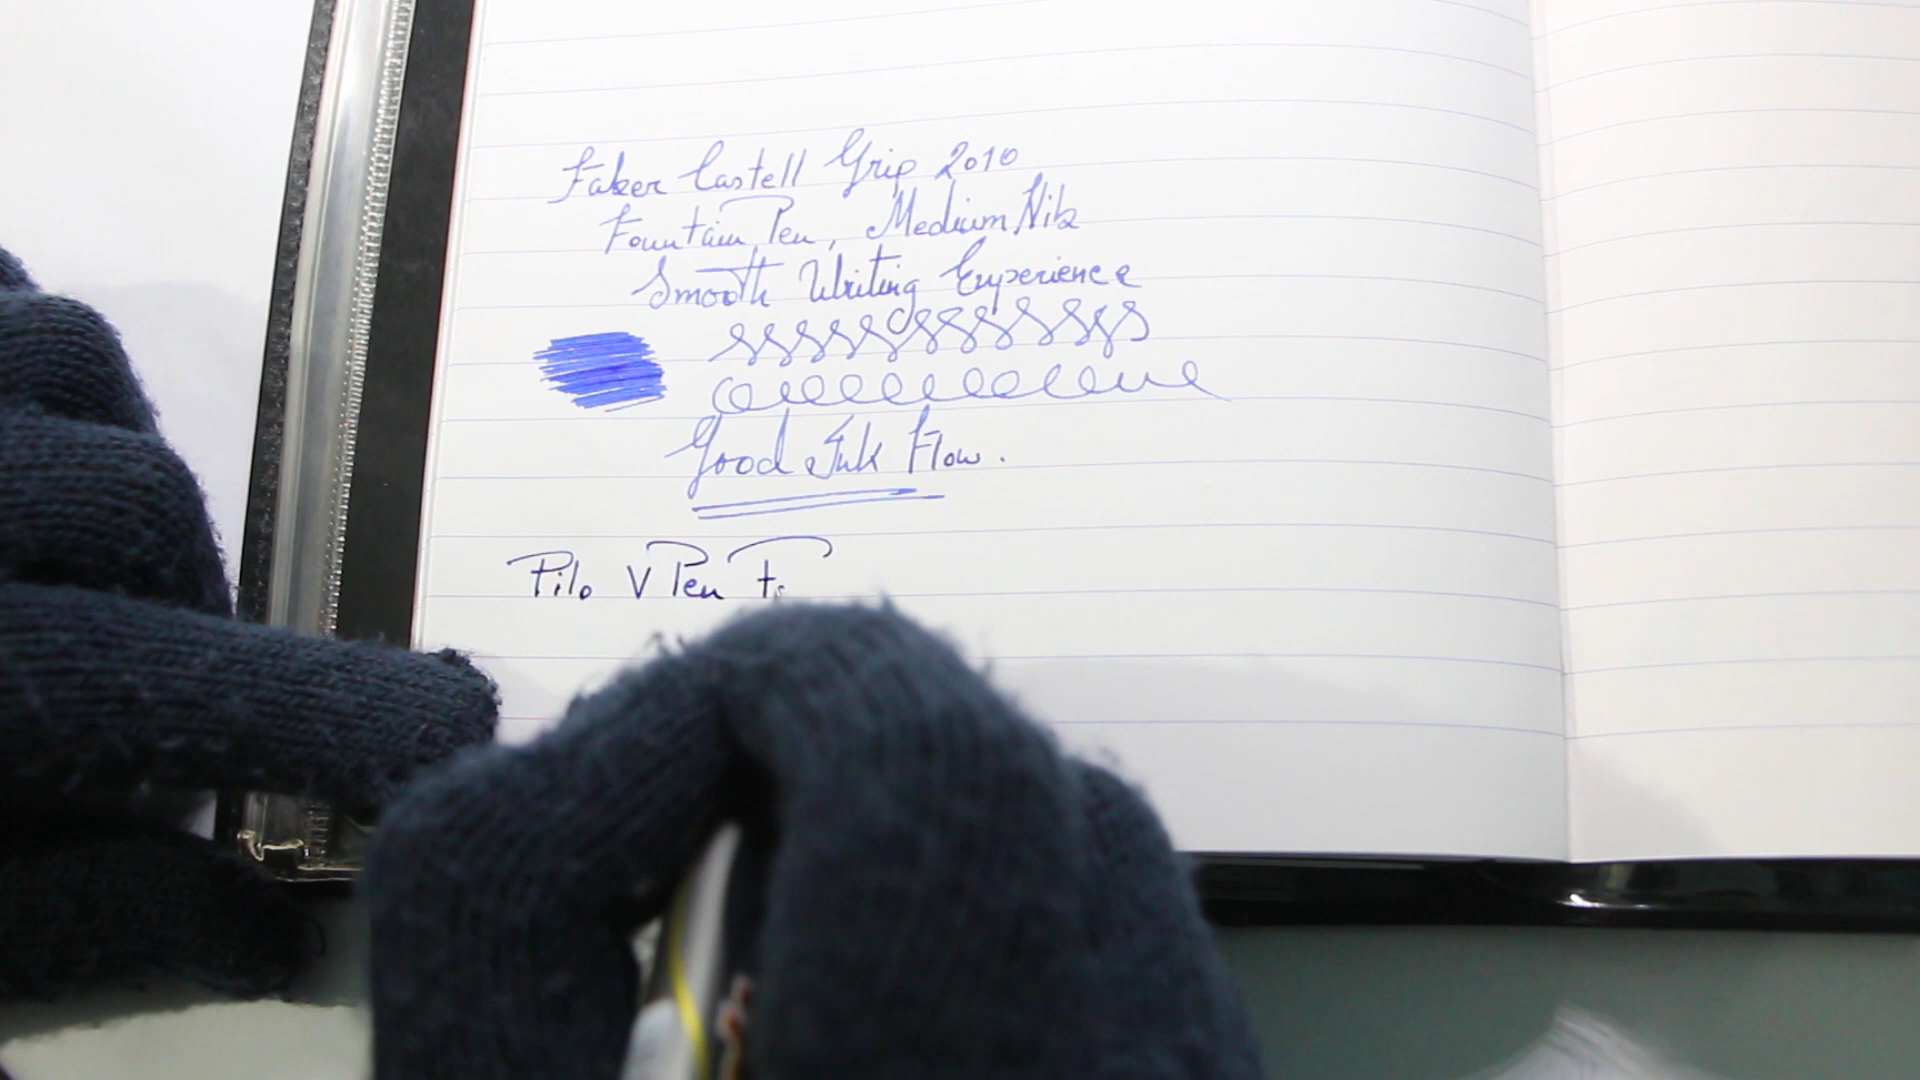 Faber Castell Grip 2010
Fountain Pen, Medium Nib
Smooth Writing Experience
Good Ink Flow.
Pilo V Pen